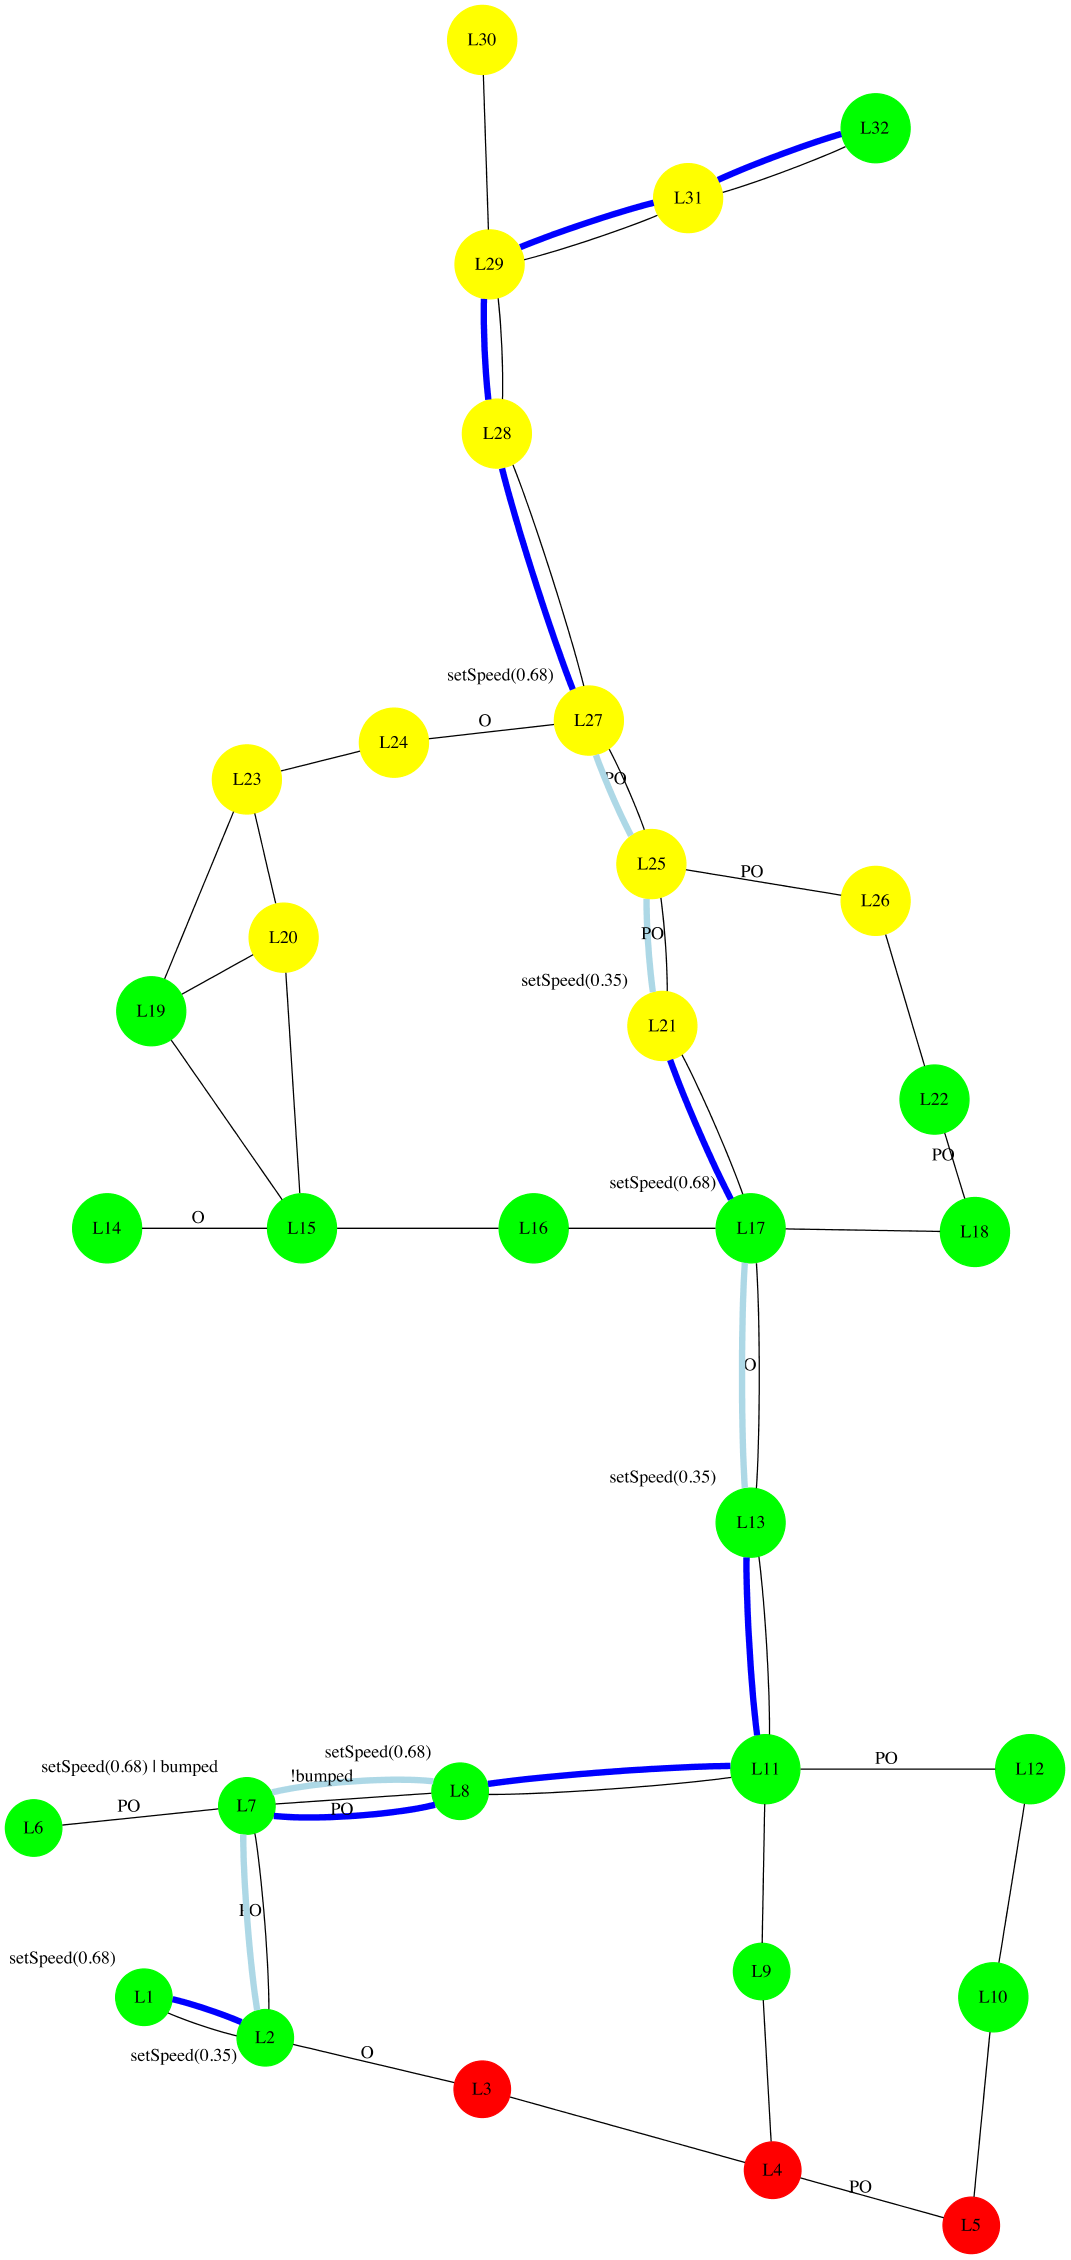 L30
L32
L31
L29
L28
setSpeed(0.68)
L27
O
L24
L23
PO
L25
PO
L26
L20
PO
setSpeed(0.35)
L19
L21
L22
PO
setSpeed(0.68)
L14
O
L15
L16
L17
L18
O
setSpeed(0.35)
L13
setSpeed(0.68)
PO
L12
setSpeed(0.68) | bumped
!bumped
L11
L8
PO
L7
PO
L6
PO
setSpeed(0.68)
L9
L1
L10
L2
setSpeed(0.35)
O
L3
L4
PO
L5